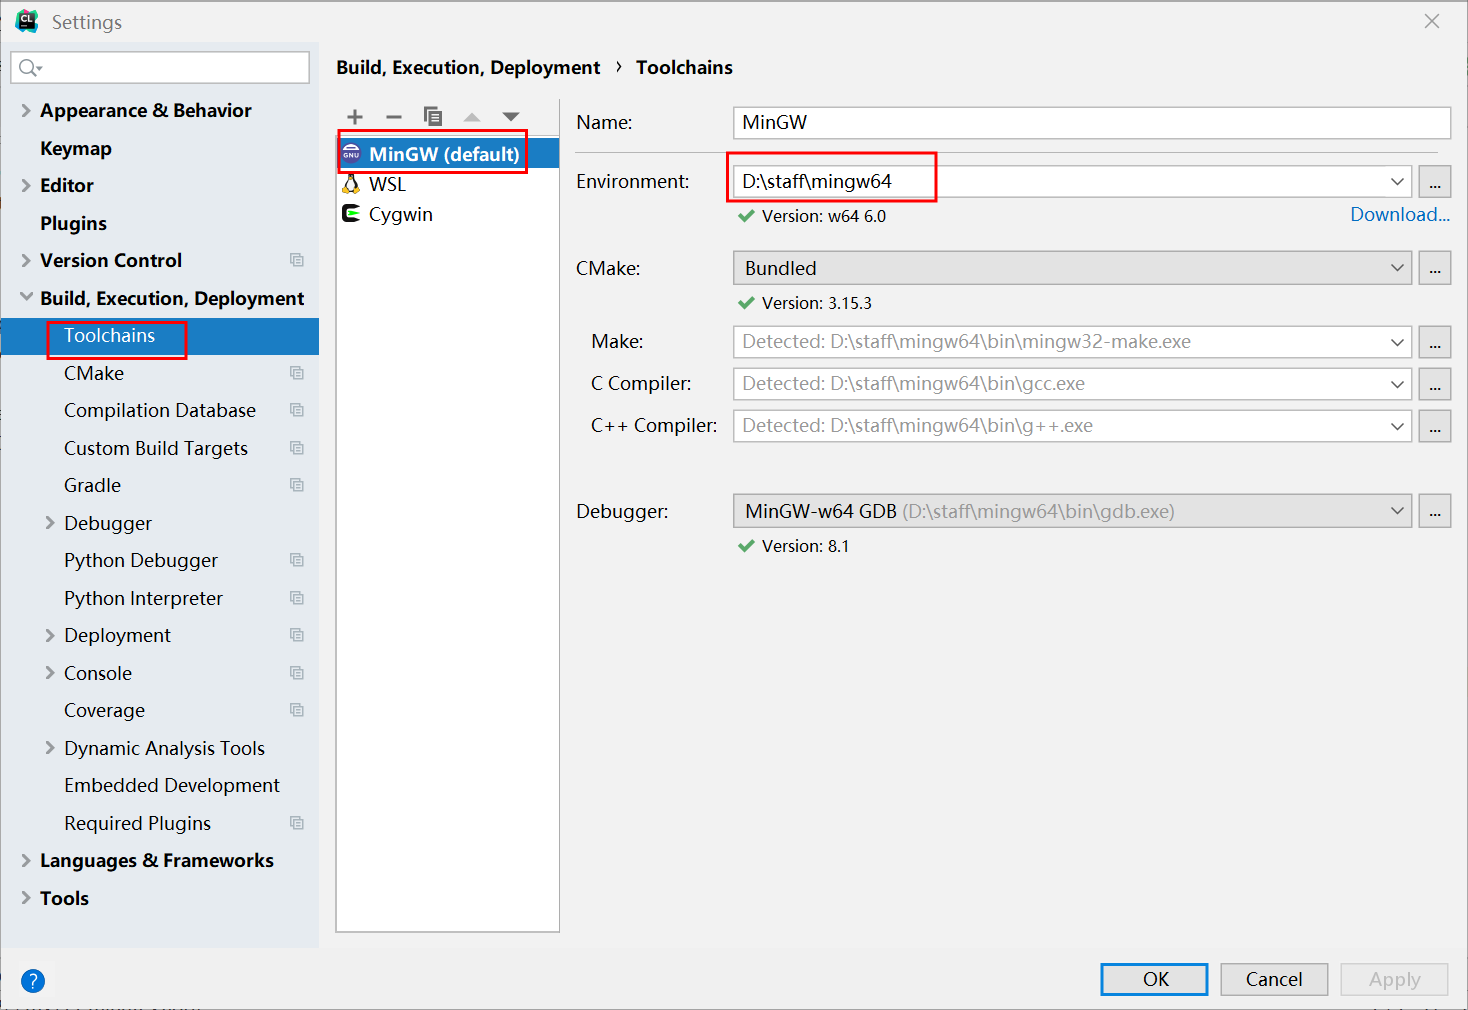 Settings
Build, Execution, Deployment › Toolchains
Appearance & Behavior
Keymap
Editor
Plugins
Version Control
Build, Execution, Deployment
Toolchains
CMake
Compilation Database
Custom Build Targets
Gradle
Debugger
Python Debugger
Python Interpreter
Deployment
Console
Coverage
Dynamic Analysis Tools
Embedded Development
Required Plugins
Languages & Frameworks
Tools
MinGW (default)
WSL
Cygwin
Name: MinGW
Environment: D:\staff\mingw64 ...
Version: w64 6.0 Download...
CMake: Bundled ...
Version: 3.15.3
Make: Detected: D:\staff\mingw64\bin\mingw32-make.exe ...
C Compiler: Detected: D:\staff\mingw64\bin\gcc.exe ...
C++ Compiler: Detected: D:\staff\mingw64\bin\g++.exe ...
Debugger: MinGW-w64 GDB (D:\staff\mingw64\bin\gdb.exe) ...
Version: 8.1
? OK Cancel Apply